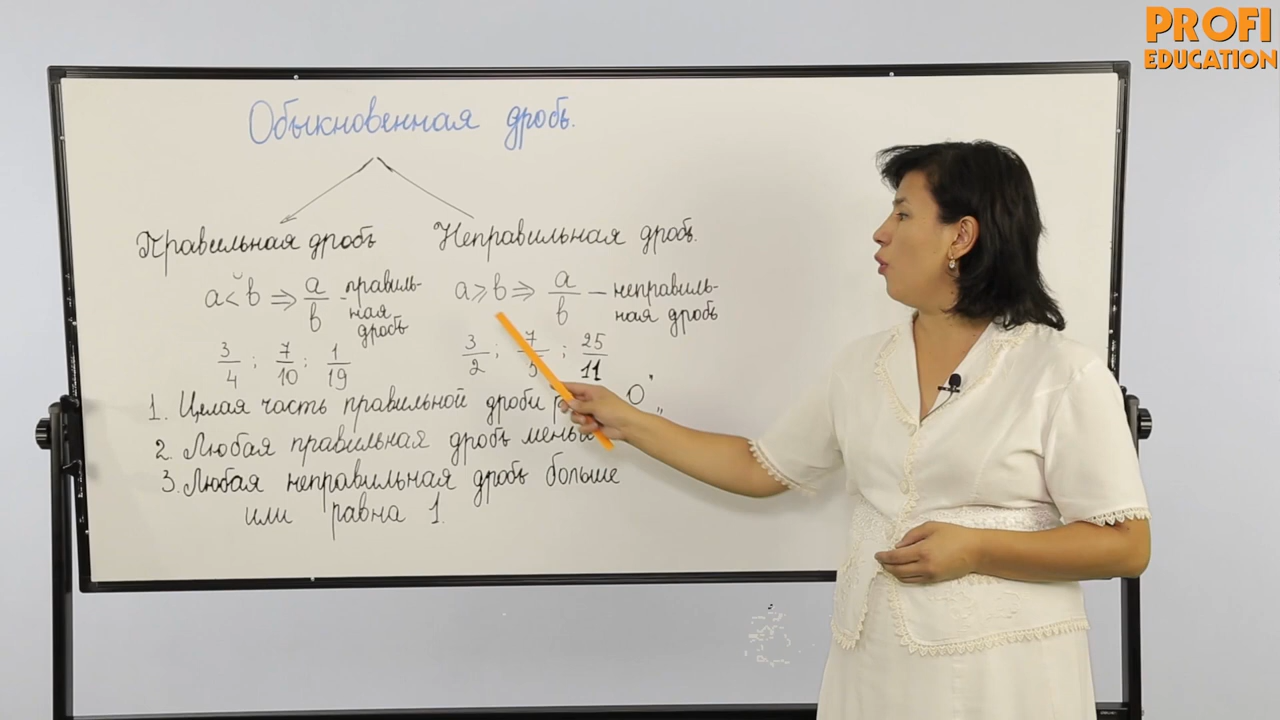 PROFI
EDUCATION
Обыкновенная дробь.
Правильная дробь
Неправильная дробь.
a < b ⇒ a/b - правиль-
ная
дробь
a ⩾ b ⇒ a/b — неправиль-
ная дробь
3/4 ; 7/10 ; 1/19
3/2 ; 7/5 ; 25/11
1. Целая часть правильной дроби "0"
2. Любая правильная дробь
3. Любая неправильная дробь больше
или равна 1.